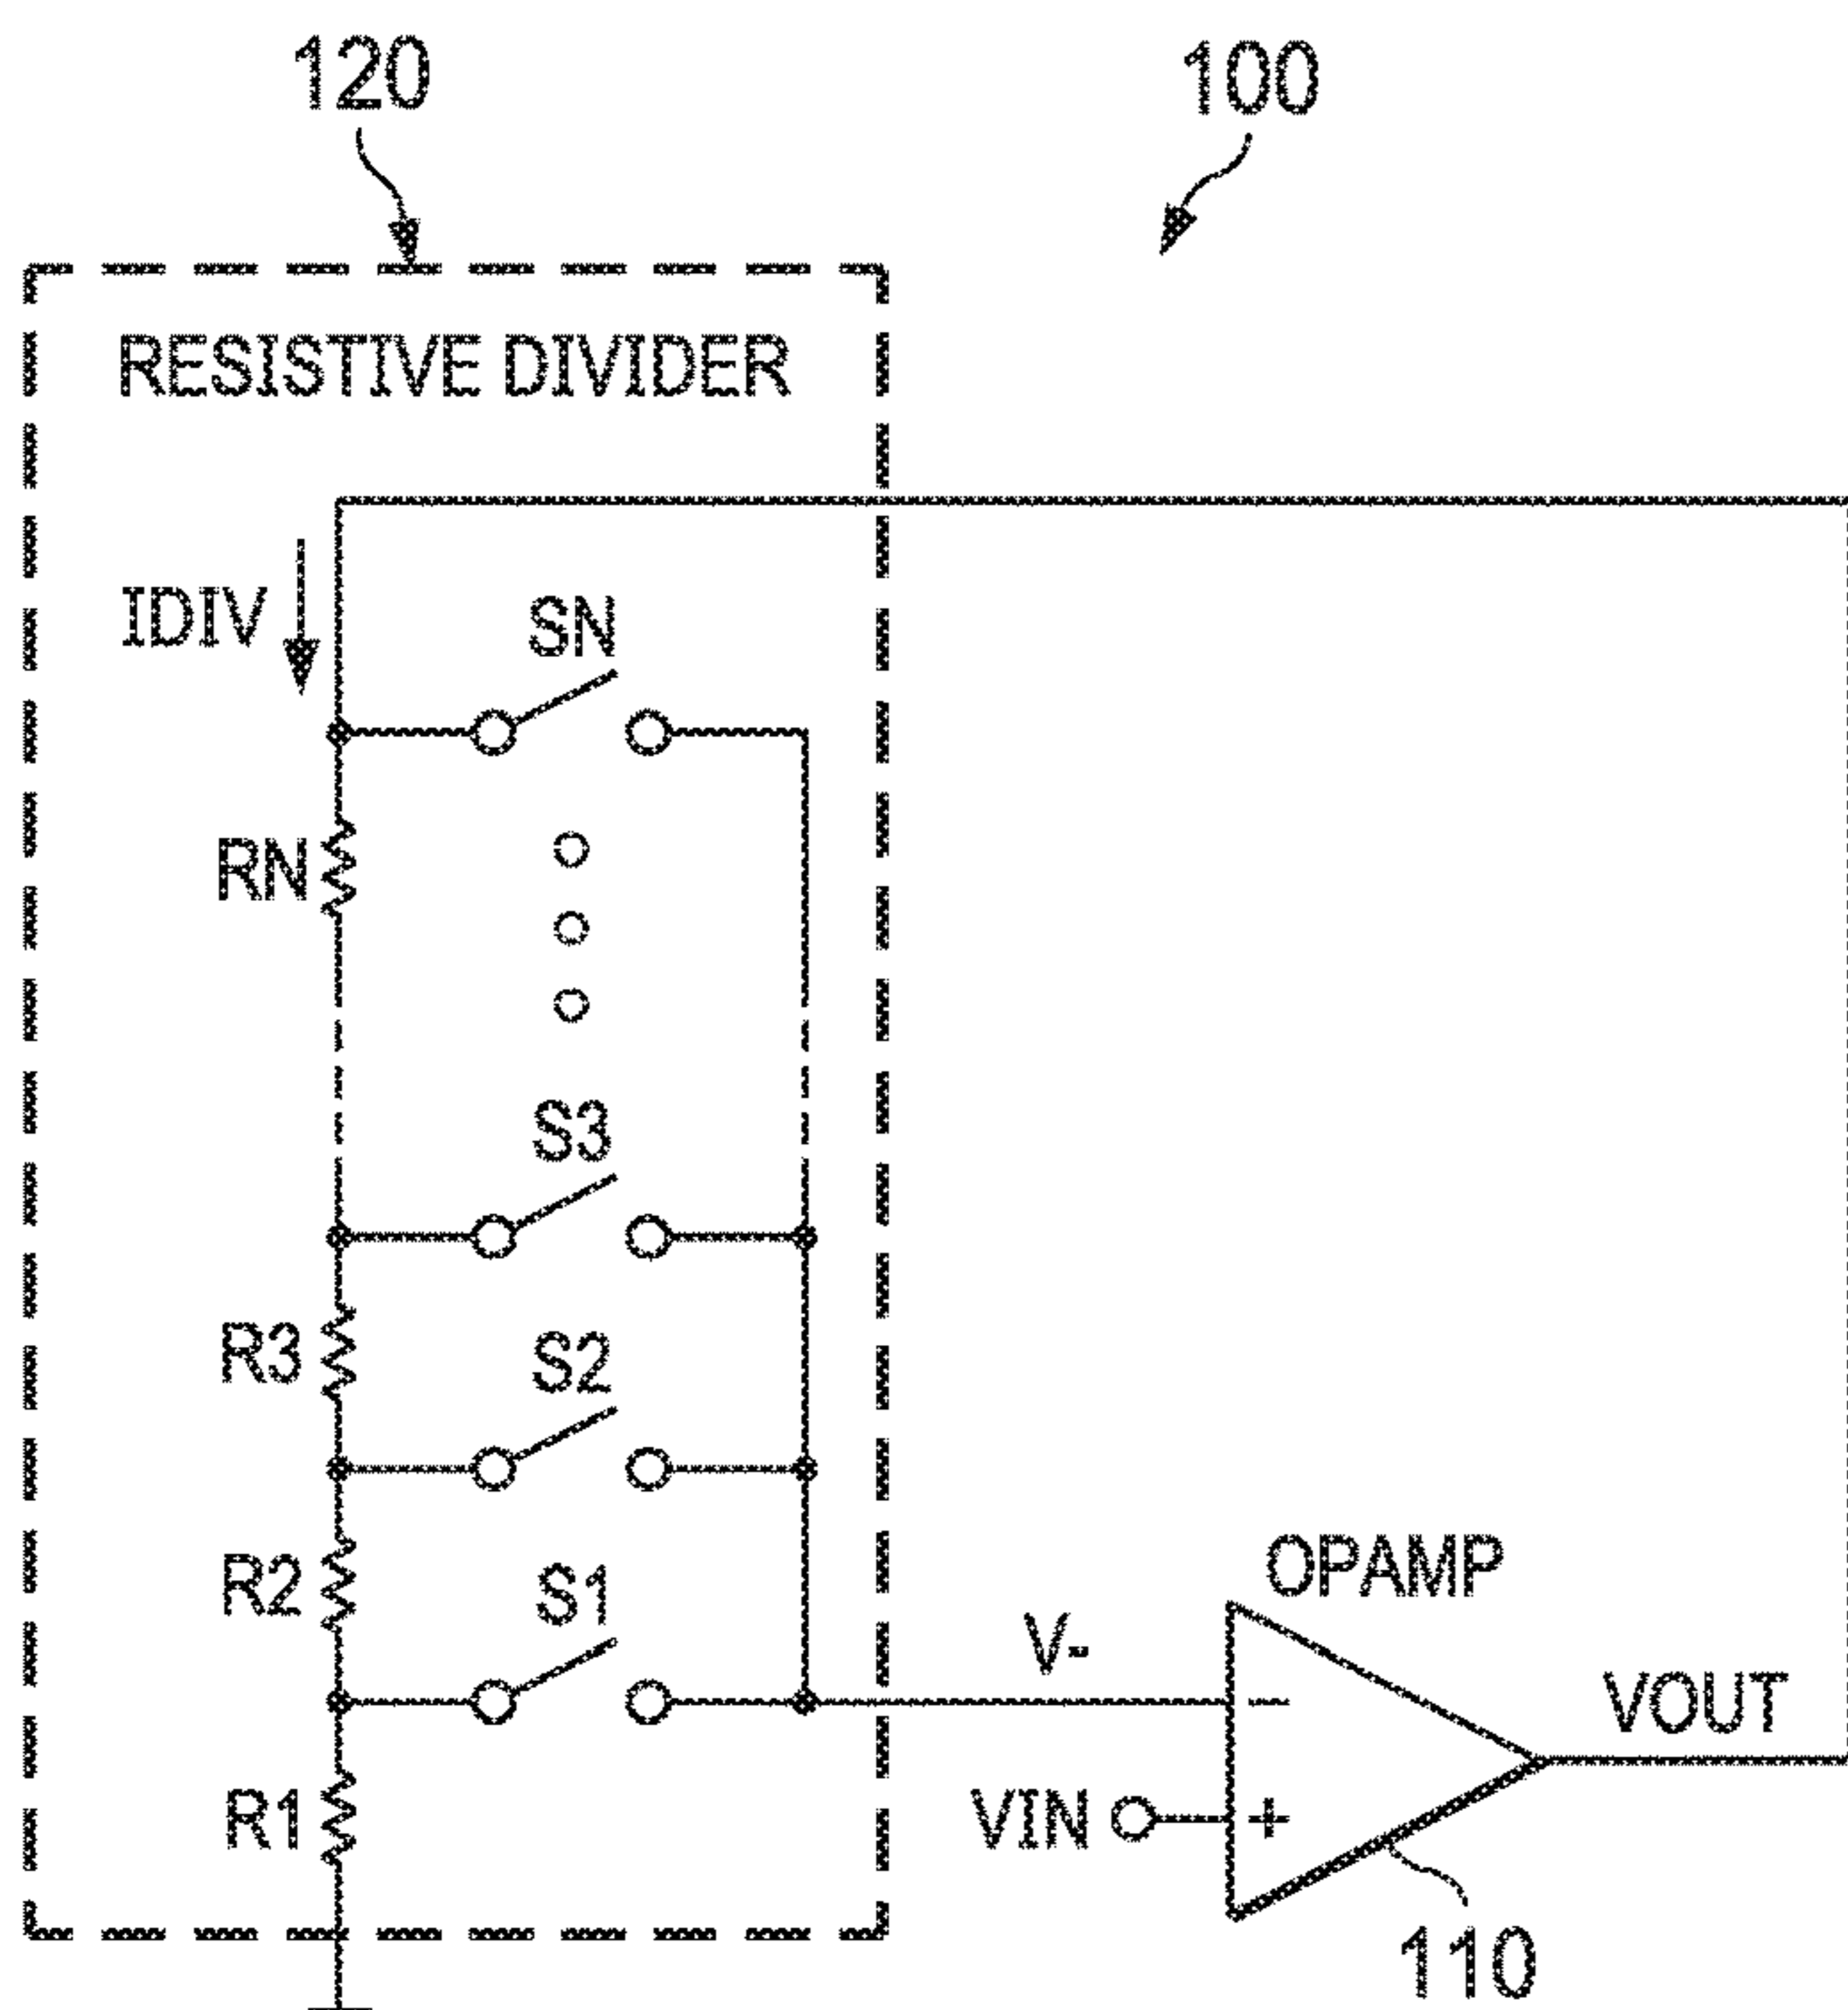 120
100
RESISTIVE DIVIDER
IDIV
SN
RN
S3
R3
S2
R2
S1
OPAMP
V-
-
VOUT
R1
VIN
+
110